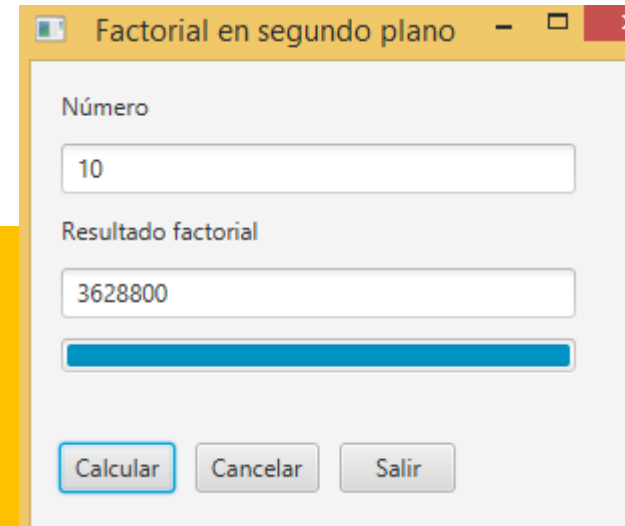 Factorial en segundo plano
Número
10
Resultado factorial
3628800
Calcular Cancelar Salir